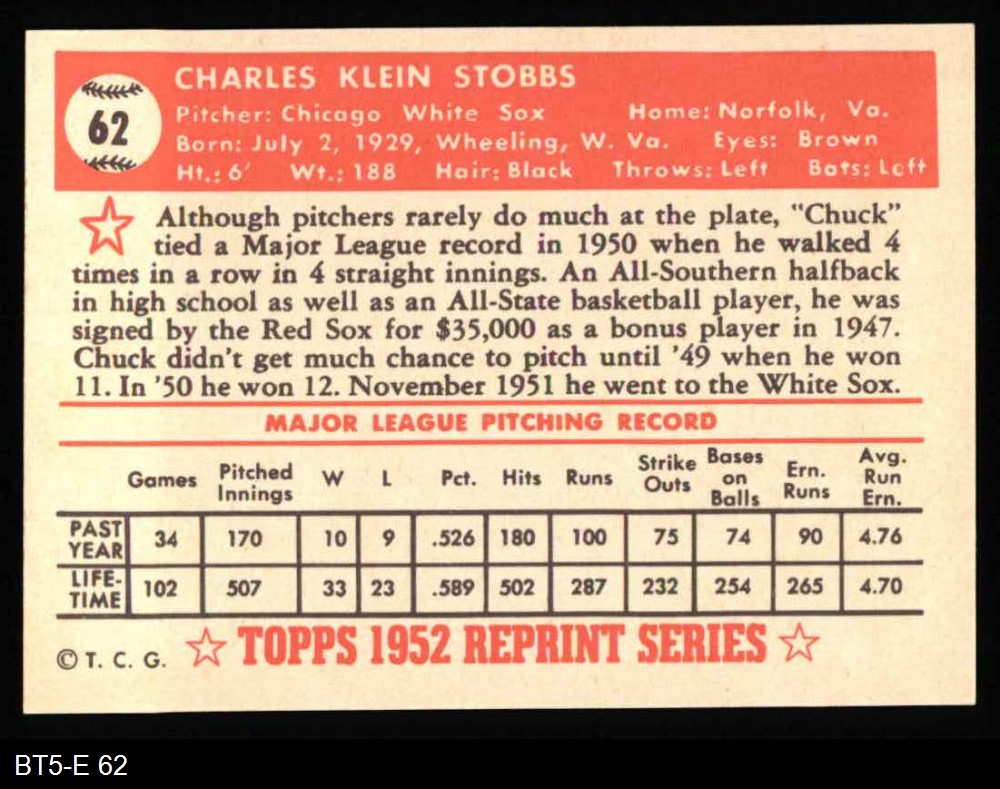 62
CHARLES KLEIN STOBBS
Pitcher: Chicago White Sox Home: Norfolk, Va.
Born: July 2, 1929, Wheeling, W. Va. Eyes: Brown
Ht.: 6' Wt.: 188 Hair: Black Throws: Left Bats: Left
Although pitchers rarely do much at the plate, "Chuck"
tied a Major League record in 1950 when he walked 4
times in a row in 4 straight innings. An All-Southern halfback
in high school as well as an All-State basketball player, he was
signed by the Red Sox for $35,000 as a bonus player in 1947.
Chuck didn't get much chance to pitch until '49 when he won
11. In '50 he won 12. November 1951 he went to the White Sox.
MAJOR LEAGUE PITCHING RECORD
Games Pitched Innings W L Pct. Hits Runs Strike Outs Bases on Balls Ern. Runs Avg. Run Ern.
PAST YEAR 34 170 10 9 .526 180 100 75 74 90 4.76
LIFE-TIME 102 507 33 23 .589 502 287 232 254 265 4.70
© T. C. G. TOPPS 1952 REPRINT SERIES
BT5-E 62